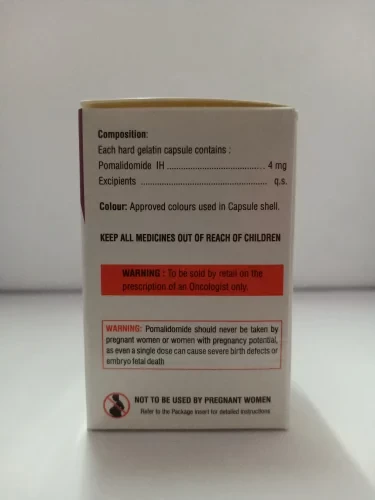 Composition:
Each hard gelatin capsule contains :
Pomalidomide IH ........................................ 4 mg
Excipients ..................................................... q.s.
Colour: Approved colours used in Capsule shell.
KEEP ALL MEDICINES OUT OF REACH OF CHILDREN
WARNING : To be sold by retail on the
prescription of an Oncologist only.
WARNING: Pomalidomide should never be taken by
pregnant women or women with pregnancy potential,
as even a single dose can cause severe birth defects or
embryo fetal death
NOT TO BE USED BY PREGNANT WOMEN
Refer to the Package Insert for detailed instructions